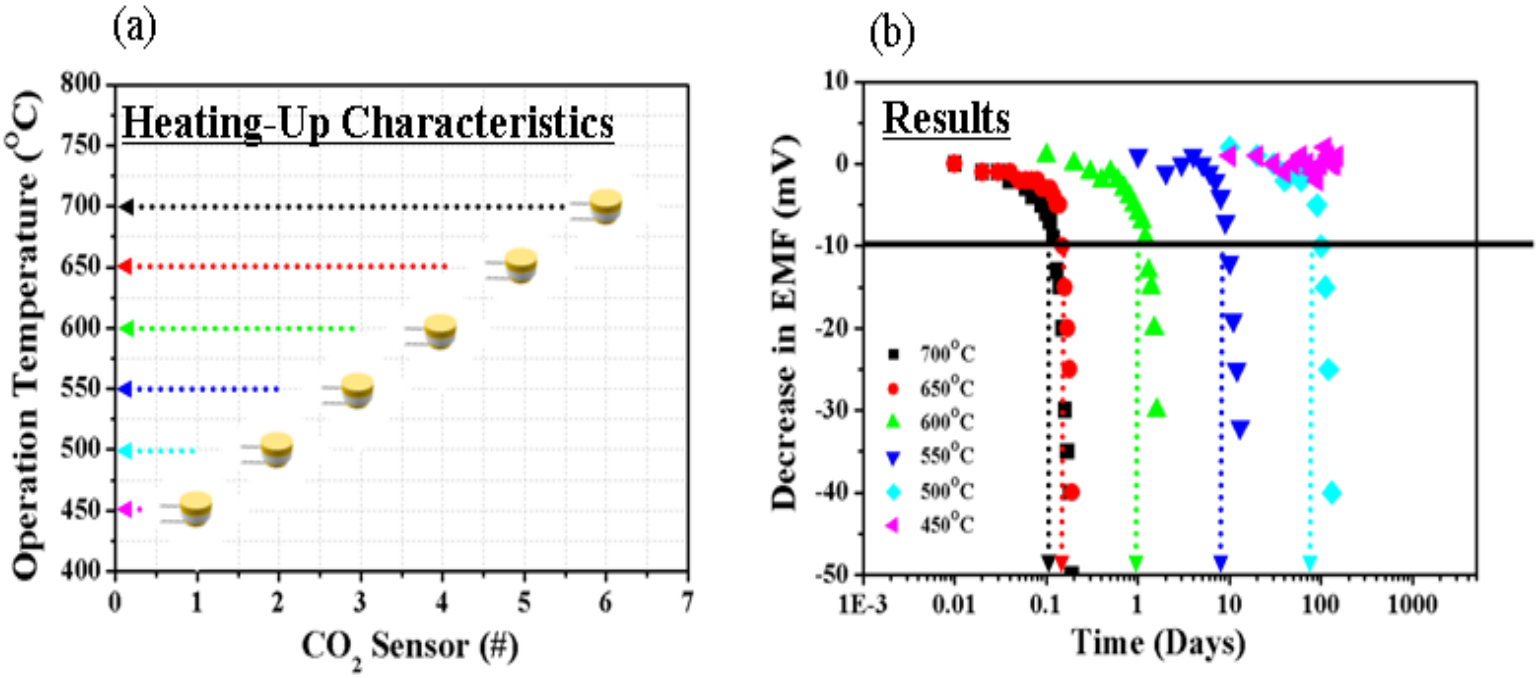 (a)
Heating-Up Characteristics
Operation Temperature (°C)
800
750
700
650
600
550
500
450
400
0 1 2 3 4 5 6 7
CO₂ Sensor (#)
(b)
Results
Decrease in EMF (mV)
10
0
-10
-20
-30
-40
-50
700°C
650°C
600°C
550°C
500°C
450°C
1E-3 0.01 0.1 1 10 100 1000
Time (Days)